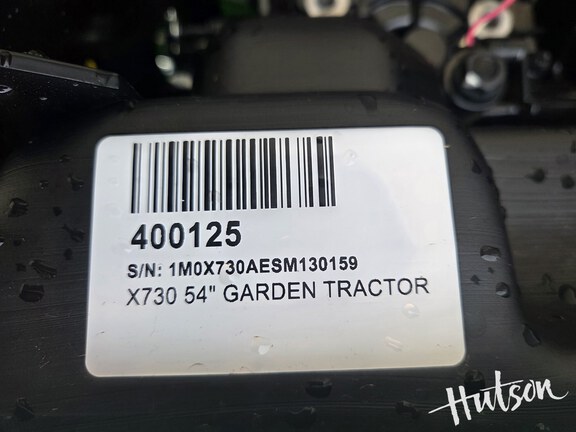 400125
S/N: 1M0X730AESM130159
X730 54" GARDEN TRACTOR
Hutson